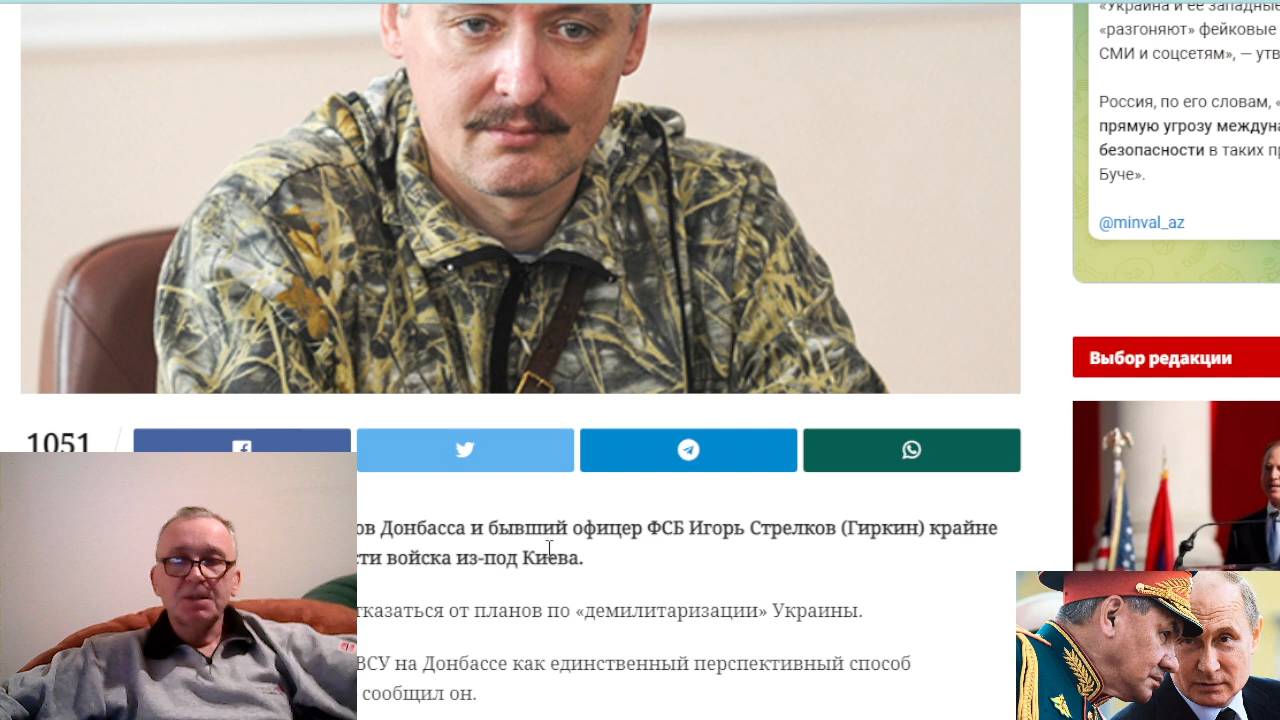 «Украина и её западные
«разгоняют» фейковые
СМИ и соцсетям», — утв
Россия, по его словам, «
прямую угрозу междуна
безопасности в таких пр
Буче».
@minval_az
Выбор редакции
1051
ов Донбасса и бывший офицер ФСБ Игорь Стрелков (Гиркин) крайне
сти войска из-под Киева.
тказаться от планов по «демилитаризации» Украины.
ВСУ на Донбассе как единственный перспективный способ
сообщил он.